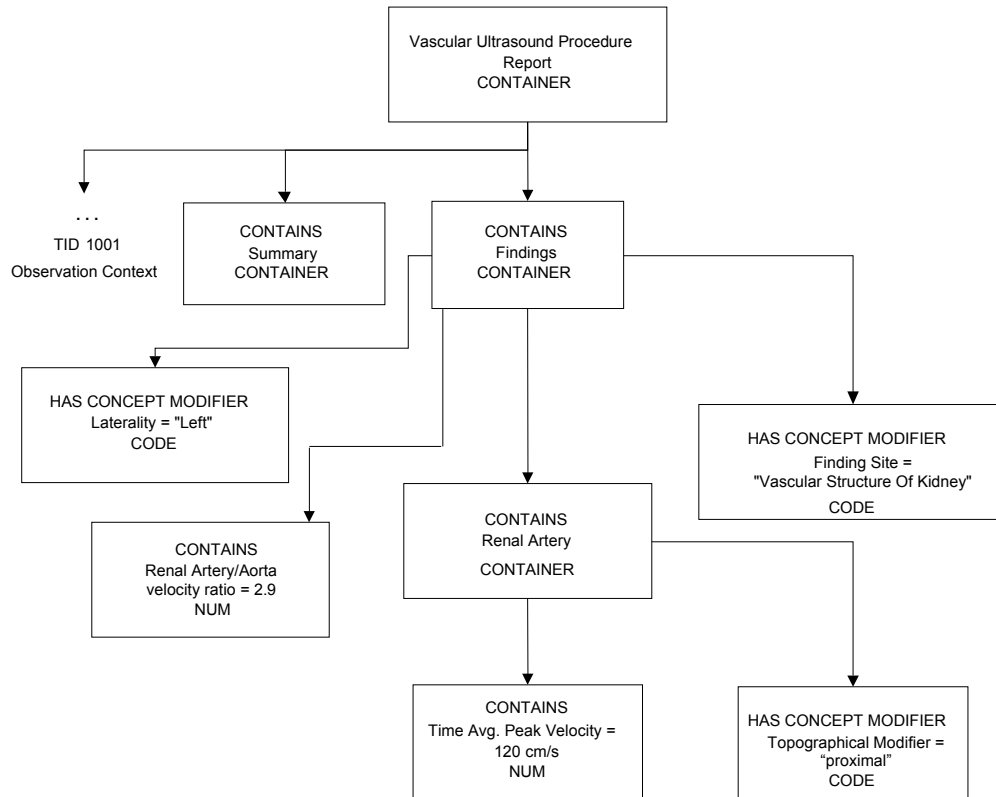 Vascular Ultrasound Procedure
Report
CONTAINER
. . .
TID 1001
Observation Context
CONTAINS
Summary
CONTAINER
CONTAINS
Findings
CONTAINER
HAS CONCEPT MODIFIER
Laterality = "Left"
CODE
HAS CONCEPT MODIFIER
Finding Site =
"Vascular Structure Of Kidney"
CODE
CONTAINS
Renal Artery/Aorta
velocity ratio = 2.9
NUM
CONTAINS
Renal Artery
CONTAINER
CONTAINS
Time Avg. Peak Velocity =
120 cm/s
NUM
HAS CONCEPT MODIFIER
Topographical Modifier =
“proximal”
CODE